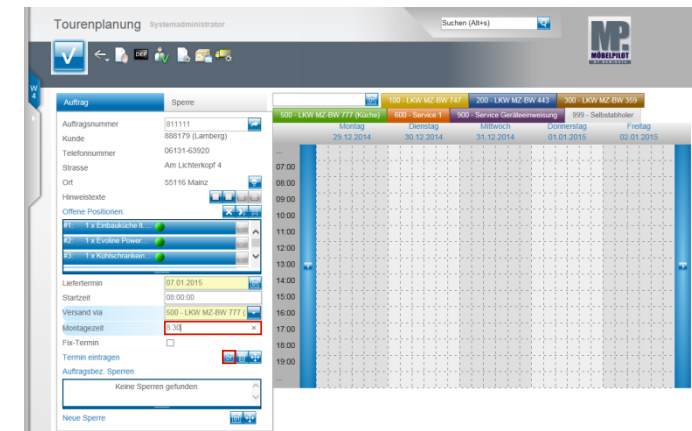 Tourenplanung Systemadministrator
Suchen (Alt+s)
MP.
MÖBELPILOT
W
4
Auftrag Sperre
Auftragsnummer 811111
Kunde 888179 (Lamberg)
Telefonnummer 06131-63920
Strasse Am Lichterkopf 4
Ort 55116 Mainz
Hinweistexte
Offene Positionen:
#1: 1 x Einbauküche lt....
#2: 1 x Evoline Power...
#3: 1 x Kühlschrankein...
Liefertermin 07.01.2015
Startzeit 08:00:00
Versand via 500 - LKW MZ-BW 777 (
Montagezeit 8:30 ×
Fix-Termin
Termin eintragen
Auftragsbez. Sperren
Keine Sperren gefunden.
Neue Sperre
100 - LKW MZ-BW 747 200 - LKW MZ-BW 443 300 - LKW MZ-BW 359
500 - LKW MZ-BW 777 (Küche) 600 - Service 1 900 - Service Geräteeinweisung 999 - Selbstabholer
Montag Dienstag Mittwoch Donnerstag Freitag
29.12.2014 30.12.2014 31.12.2014 01.01.2015 02.01.2015
...
07:00
08:00
09:00
10:00
11:00
12:00
13:00
14:00
15:00
16:00
17:00
18:00
19:00
...